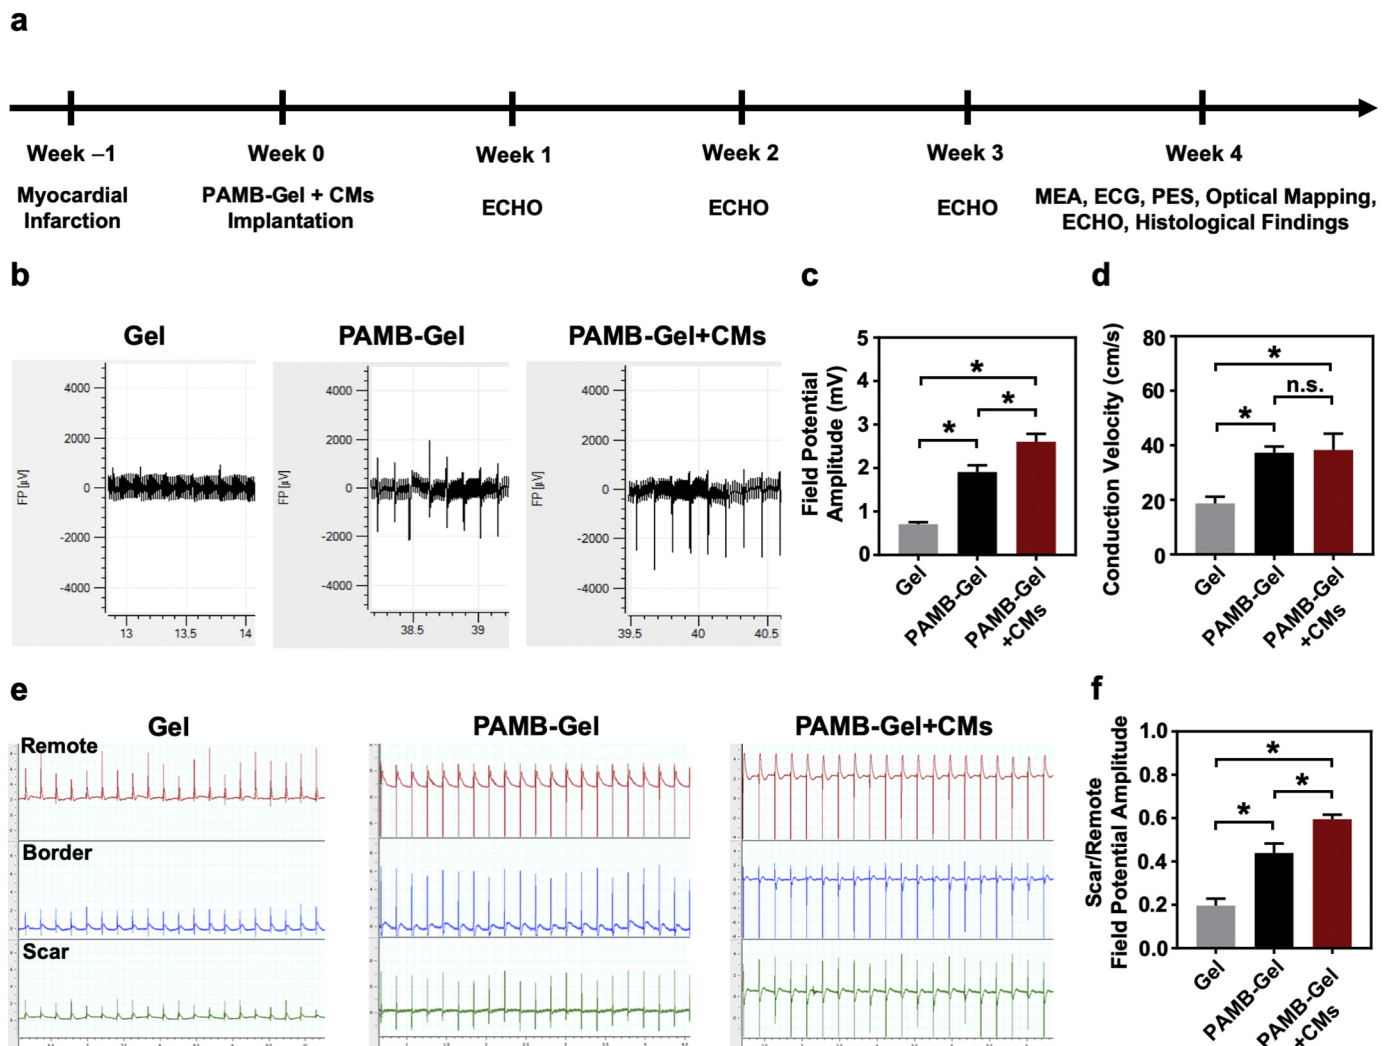 a
Week –1
Week 0
Week 1
Week 2
Week 3
Week 4
Myocardial
Infarction
PAMB-Gel + CMs
Implantation
ECHO
ECHO
ECHO
MEA, ECG, PES, Optical Mapping,
ECHO, Histological Findings
b
Gel
FP [µV]
4000
2000
0
-2000
-4000
13
13.5
14
PAMB-Gel
FP [µV]
4000
2000
0
-2000
-4000
38.5
39
PAMB-Gel+CMs
FP [µV]
4000
2000
0
-2000
-4000
39.5
40
40.5
c
Field Potential
Amplitude (mV)
5
4
3
2
1
0
*
*
*
Gel
PAMB-Gel
PAMB-Gel
+CMs
d
Conduction Velocity (cm/s)
80
60
40
20
0
*
n.s.
*
Gel
PAMB-Gel
PAMB-Gel
+CMs
e
Gel
PAMB-Gel
PAMB-Gel+CMs
Remote
Border
Scar
f
Scar/Remote
Field Potential Amplitude
1.0
0.8
0.6
0.4
0.2
0.0
*
*
*
Gel
PAMB-Gel
PAMB-Gel
+CMs